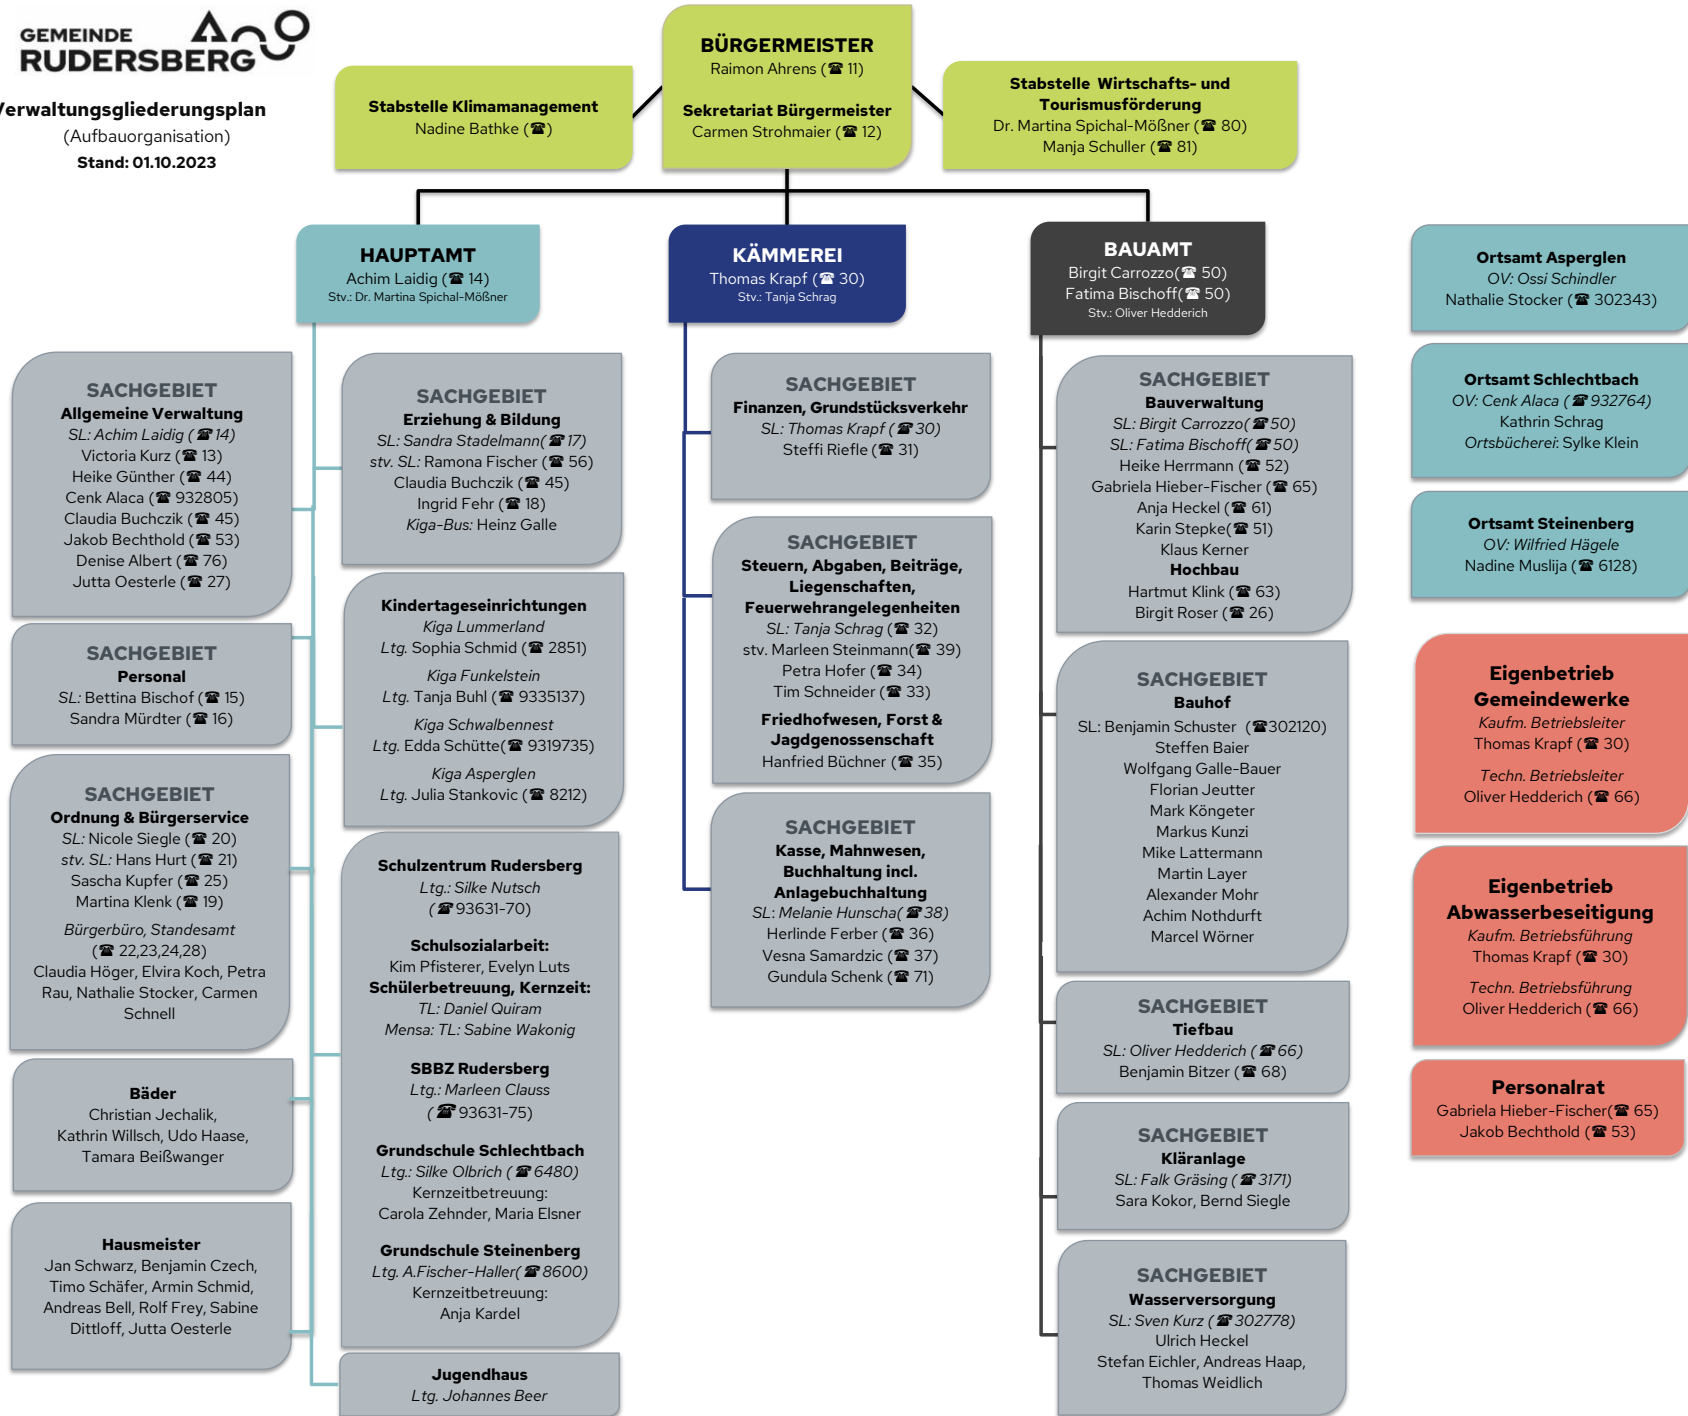 GEMEINDE
RUDERSBERG
Verwaltungsgliederungsplan
(Aufbauorganisation)
Stand: 01.10.2023
Stabstelle Klimamanagement
Nadine Bathke (☎)
BÜRGERMEISTER
Raimon Ahrens (☎ 11)
Sekretariat Bürgermeister
Carmen Strohmaier (☎ 12)
Stabstelle Wirtschafts- und
Tourismusförderung
Dr. Martina Spichal-Mößner (☎ 80)
Manja Schuller (☎ 81)
HAUPTAMT
Achim Laidig (☎ 14)
Stv.: Dr. Martina Spichal-Mößner
SACHGEBIET
Allgemeine Verwaltung
SL: Achim Laidig (☎ 14)
Victoria Kurz (☎ 13)
Heike Günther (☎ 44)
Cenk Alaca (☎ 932805)
Claudia Buchczik (☎ 45)
Jakob Bechthold (☎ 53)
Denise Albert (☎ 76)
Jutta Oesterle (☎ 27)
SACHGEBIET
Personal
SL: Bettina Bischof (☎ 15)
Sandra Mürdter (☎ 16)
SACHGEBIET
Ordnung & Bürgerservice
SL: Nicole Siegle (☎ 20)
stv. SL: Hans Hurt (☎ 21)
Sascha Kupfer (☎ 25)
Martina Klenk (☎ 19)
Bürgerbüro, Standesamt
(☎ 22,23,24,28)
Claudia Höger, Elvira Koch, Petra
Rau, Nathalie Stocker, Carmen
Schnell
Bäder
Christian Jechalik,
Kathrin Willsch, Udo Haase,
Tamara Beißwanger
Hausmeister
Jan Schwarz, Benjamin Czech,
Timo Schäfer, Armin Schmid,
Andreas Bell, Rolf Frey, Sabine
Dittloff, Jutta Oesterle
SACHGEBIET
Erziehung & Bildung
SL: Sandra Stadelmann(☎ 17)
stv. SL: Ramona Fischer (☎ 56)
Claudia Buchczik (☎ 45)
Ingrid Fehr (☎ 18)
Kiga-Bus: Heinz Galle
Kindertageseinrichtungen
Kiga Lummerland
Ltg. Sophia Schmid (☎ 2851)
Kiga Funkelstein
Ltg. Tanja Buhl (☎ 9335137)
Kiga Schwalbennest
Ltg. Edda Schütte(☎ 9319735)
Kiga Asperglen
Ltg. Julia Stankovic (☎ 8212)
Schulzentrum Rudersberg
Ltg.: Silke Nutsch
(☎ 93631-70)
Schulsozialarbeit:
Kim Pfisterer, Evelyn Luts
Schülerbetreuung, Kernzeit:
TL: Daniel Quiram
Mensa: TL: Sabine Wakonig
SBBZ Rudersberg
Ltg.: Marleen Clauss
(☎ 93631-75)
Grundschule Schlechtbach
Ltg.: Silke Olbrich (☎ 6480)
Kernzeitbetreuung:
Carola Zehnder, Maria Elsner
Grundschule Steinenberg
Ltg. A.Fischer-Haller(☎ 8600)
Kernzeitbetreuung:
Anja Kardel
Jugendhaus
Ltg. Johannes Beer
KÄMMEREI
Thomas Krapf (☎ 30)
Stv.: Tanja Schrag
SACHGEBIET
Finanzen, Grundstücksverkehr
SL: Thomas Krapf (☎ 30)
Steffi Riefle (☎ 31)
SACHGEBIET
Steuern, Abgaben, Beiträge,
Liegenschaften,
Feuerwehrangelegenheiten
SL: Tanja Schrag (☎ 32)
stv. Marleen Steinmann(☎ 39)
Petra Hofer (☎ 34)
Tim Schneider (☎ 33)
Friedhofwesen, Forst &
Jagdgenossenschaft
Hanfried Büchner (☎ 35)
SACHGEBIET
Kasse, Mahnwesen,
Buchhaltung incl.
Anlagebuchhaltung
SL: Melanie Hunscha(☎ 38)
Herlinde Ferber (☎ 36)
Vesna Samardzic (☎ 37)
Gundula Schenk (☎ 71)
BAUAMT
Birgit Carrozzo(☎ 50)
Fatima Bischoff(☎ 50)
Stv.: Oliver Hedderich
SACHGEBIET
Bauverwaltung
SL: Birgit Carrozzo(☎ 50)
SL: Fatima Bischoff(☎ 50)
Heike Herrmann (☎ 52)
Gabriela Hieber-Fischer (☎ 65)
Anja Heckel (☎ 61)
Karin Stepke(☎ 51)
Klaus Kerner
Hochbau
Hartmut Klink (☎ 63)
Birgit Roser (☎ 26)
SACHGEBIET
Bauhof
SL: Benjamin Schuster (☎302120)
Steffen Baier
Wolfgang Galle-Bauer
Florian Jeutter
Mark Köngeter
Markus Kunzi
Mike Lattermann
Martin Layer
Alexander Mohr
Achim Nothdurft
Marcel Wörner
SACHGEBIET
Tiefbau
SL: Oliver Hedderich (☎ 66)
Benjamin Bitzer (☎ 68)
SACHGEBIET
Kläranlage
SL: Falk Gräsing (☎ 3171)
Sara Kokor, Bernd Siegle
SACHGEBIET
Wasserversorgung
SL: Sven Kurz (☎ 302778)
Ulrich Heckel
Stefan Eichler, Andreas Haap,
Thomas Weidlich
Ortsamt Asperglen
OV: Ossi Schindler
Nathalie Stocker (☎ 302343)
Ortsamt Schlechtbach
OV: Cenk Alaca (☎ 932764)
Kathrin Schrag
Ortsbücherei: Sylke Klein
Ortsamt Steinenberg
OV: Wilfried Hägele
Nadine Muslija (☎ 6128)
Eigenbetrieb
Gemeindewerke
Kaufm. Betriebsleiter
Thomas Krapf (☎ 30)
Techn. Betriebsleiter
Oliver Hedderich (☎ 66)
Eigenbetrieb
Abwasserbeseitigung
Kaufm. Betriebsführung
Thomas Krapf (☎ 30)
Techn. Betriebsführung
Oliver Hedderich (☎ 66)
Personalrat
Gabriela Hieber-Fischer(☎ 65)
Jakob Bechthold (☎ 53)